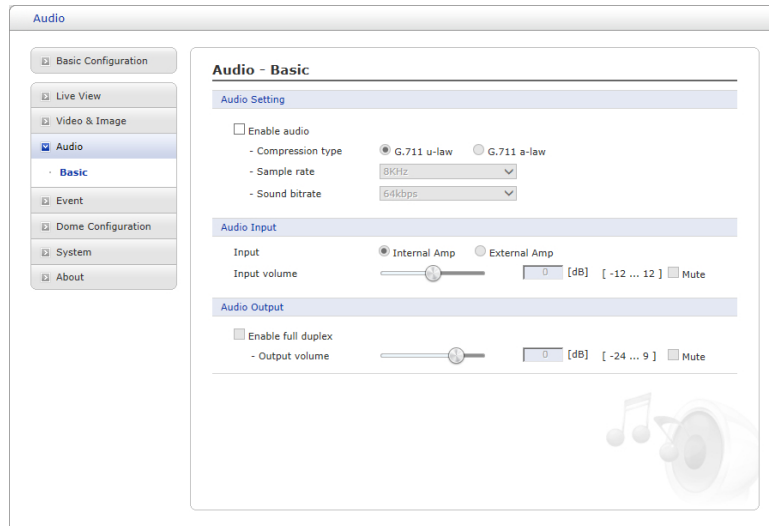 Audio
Basic Configuration
Live View
Video & Image
Audio
· Basic
Event
Dome Configuration
System
About
Audio - Basic
Audio Setting
Enable audio
- Compression type G.711 u-law G.711 a-law
- Sample rate 8KHz
- Sound bitrate 64kbps
Audio Input
Input Internal Amp External Amp
Input volume 0 [dB] [ -12 ... 12 ] Mute
Audio Output
Enable full duplex
- Output volume 0 [dB] [ -24 ... 9 ] Mute